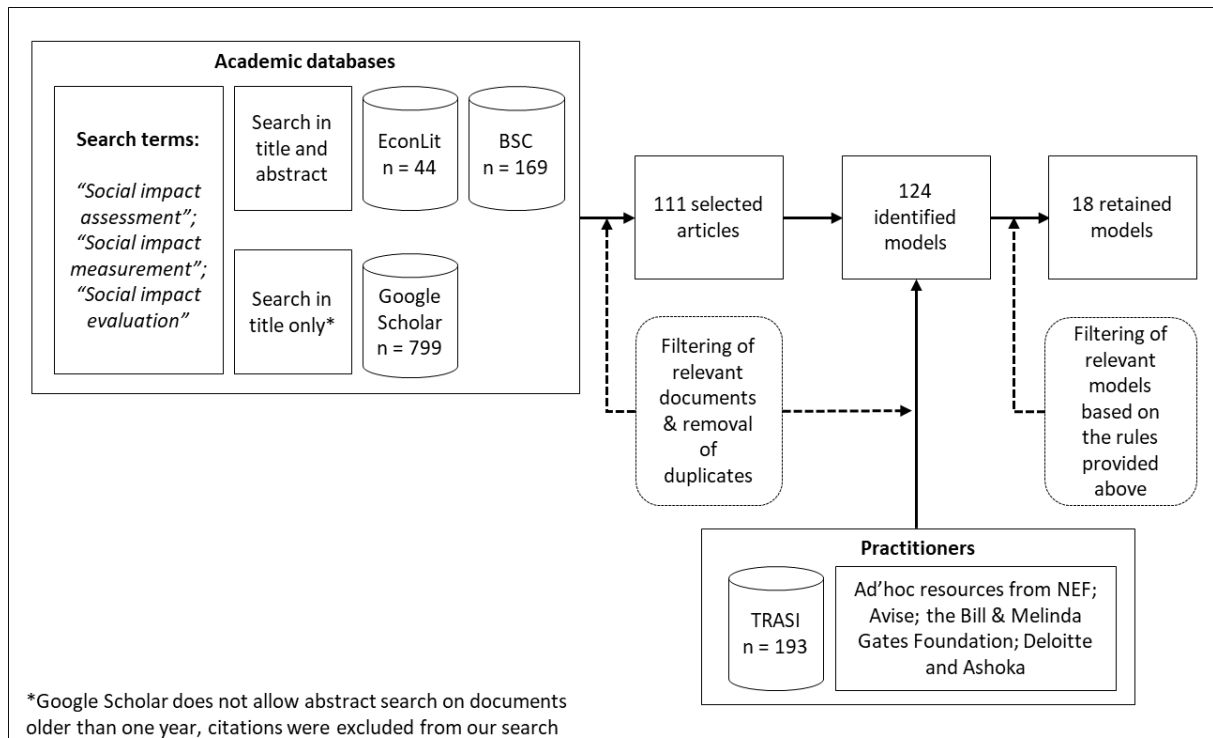 Academic databases
Search terms:
“Social impact
assessment”;
“Social impact
measurement”;
“Social impact
evaluation”
Search in
title and
abstract
EconLit
n = 44
BSC
n = 169
Search in
title only*
Google
Scholar
n = 799
111 selected
articles
124
identified
models
18 retained
models
Filtering of
relevant
documents
& removal
of
duplicates
Filtering of
relevant
models
based on
the rules
provided
above
Practitioners
TRASI
n = 193
Ad’hoc resources from NEF;
Avise; the Bill & Melinda
Gates Foundation; Deloitte
and Ashoka
*Google Scholar does not allow abstract search on documents
older than one year, citations were excluded from our search